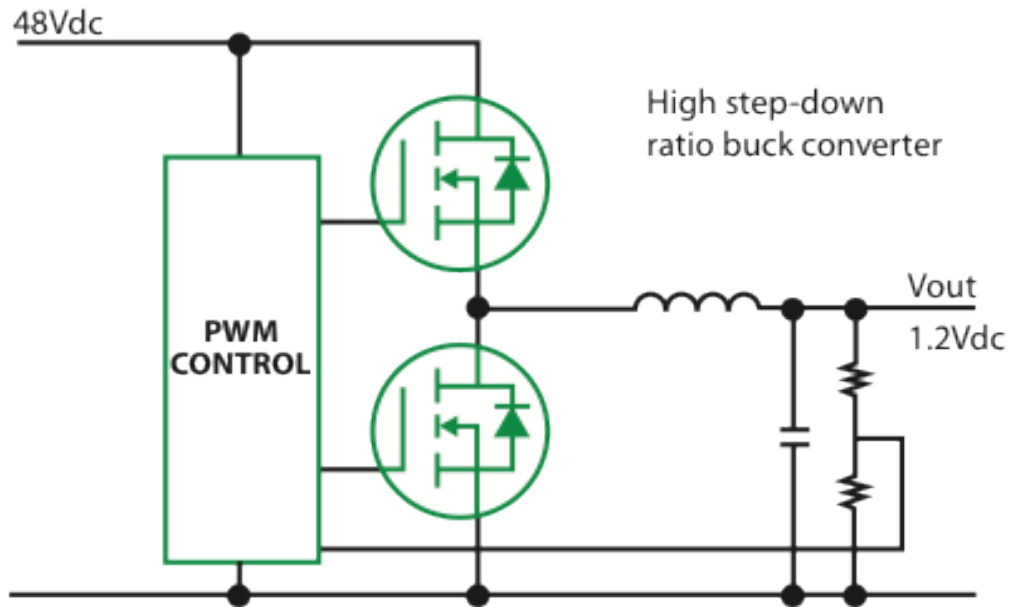 48Vdc
High step-down
ratio buck converter
Vout
1.2Vdc
PWM
CONTROL